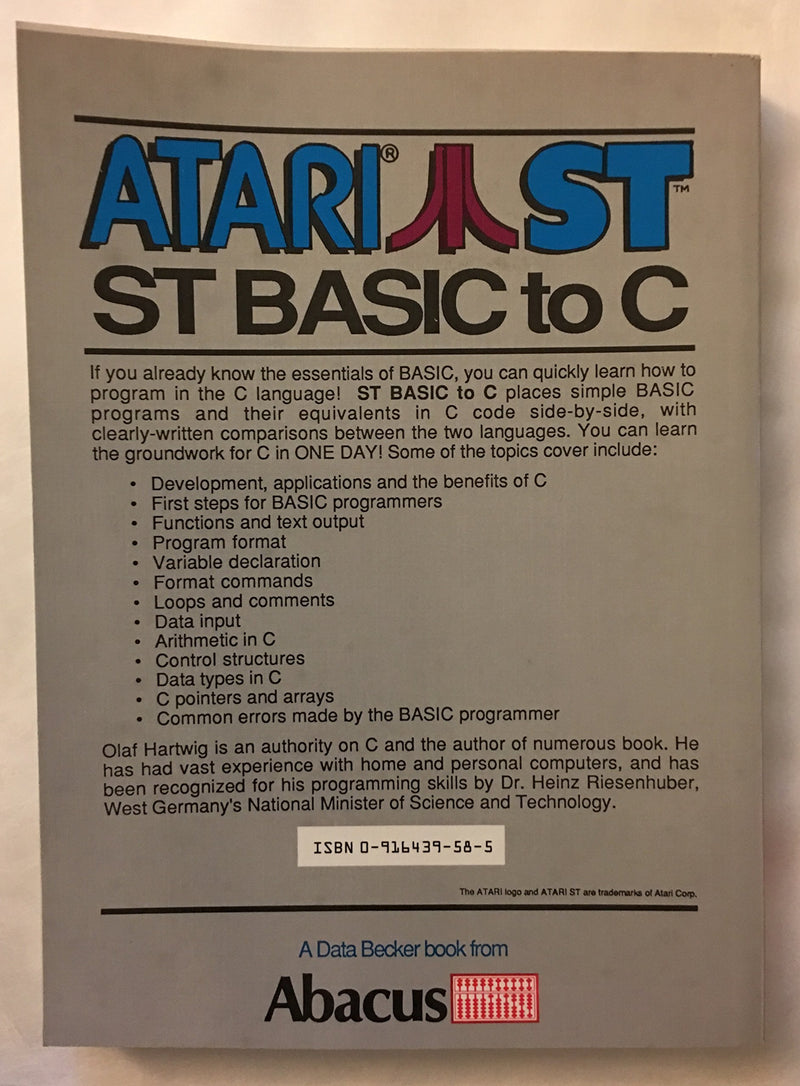 ATARI® ST™
ST BASIC to C
If you already know the essentials of BASIC, you can quickly learn how to
program in the C language! ST BASIC to C places simple BASIC
programs and their equivalents in C code side-by-side, with
clearly-written comparisons between the two languages. You can learn
the groundwork for C in ONE DAY! Some of the topics cover include:
• Development, applications and the benefits of C
• First steps for BASIC programmers
• Functions and text output
• Program format
• Variable declaration
• Format commands
• Loops and comments
• Data input
• Arithmetic in C
• Control structures
• Data types in C
• C pointers and arrays
• Common errors made by the BASIC programmer
Olaf Hartwig is an authority on C and the author of numerous book. He
has had vast experience with home and personal computers, and has
been recognized for his programming skills by Dr. Heinz Riesenhuber,
West Germany's National Minister of Science and Technology.
ISBN 0-916439-58-5
The ATARI logo and ATARI ST are trademarks of Atari Corp.
A Data Becker book from
Abacus